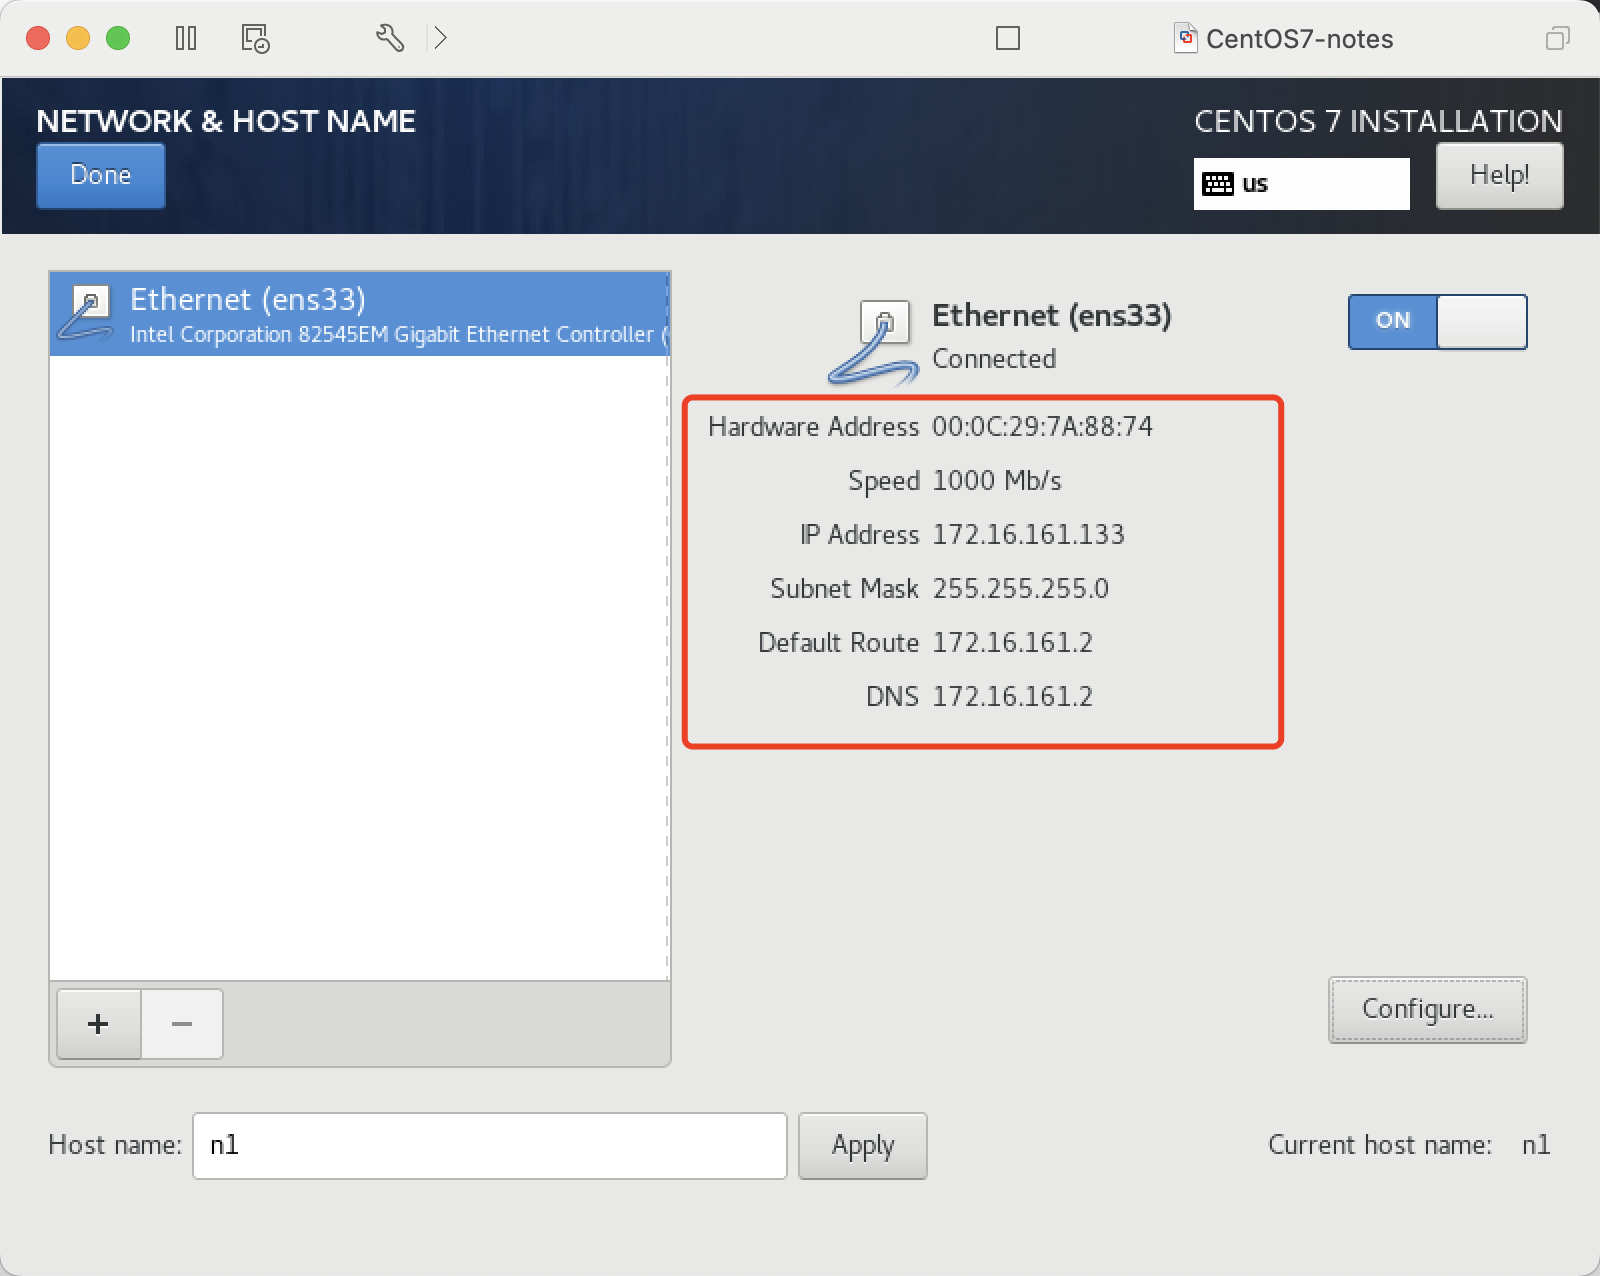 CentOS7-notes
NETWORK & HOST NAME
CENTOS 7 INSTALLATION
Done
us
Help!
Ethernet (ens33)
Intel Corporation 82545EM Gigabit Ethernet Controller (
Ethernet (ens33)
Connected
ON
Hardware Address 00:0C:29:7A:88:74
Speed 1000 Mb/s
IP Address 172.16.161.133
Subnet Mask 255.255.255.0
Default Route 172.16.161.2
DNS 172.16.161.2
+ −
Configure...
Host name: n1 Apply
Current host name: n1